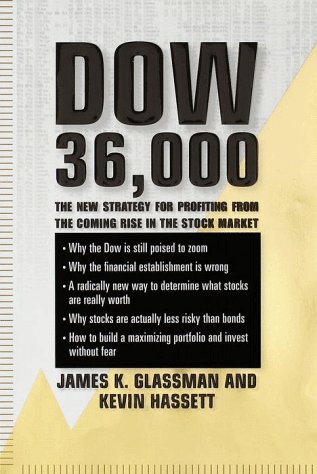 DOW
36,000
THE NEW STRATEGY FOR PROFITING FROM
THE COMING RISE IN THE STOCK MARKET
• Why the Dow is still poised to zoom
• Why the financial establishment is wrong
• A radically new way to determine what stocks
are really worth
• Why stocks are actually less risky than bonds
• How to build a maximizing portfolio and invest
without fear
JAMES K. GLASSMAN AND
KEVIN HASSETT